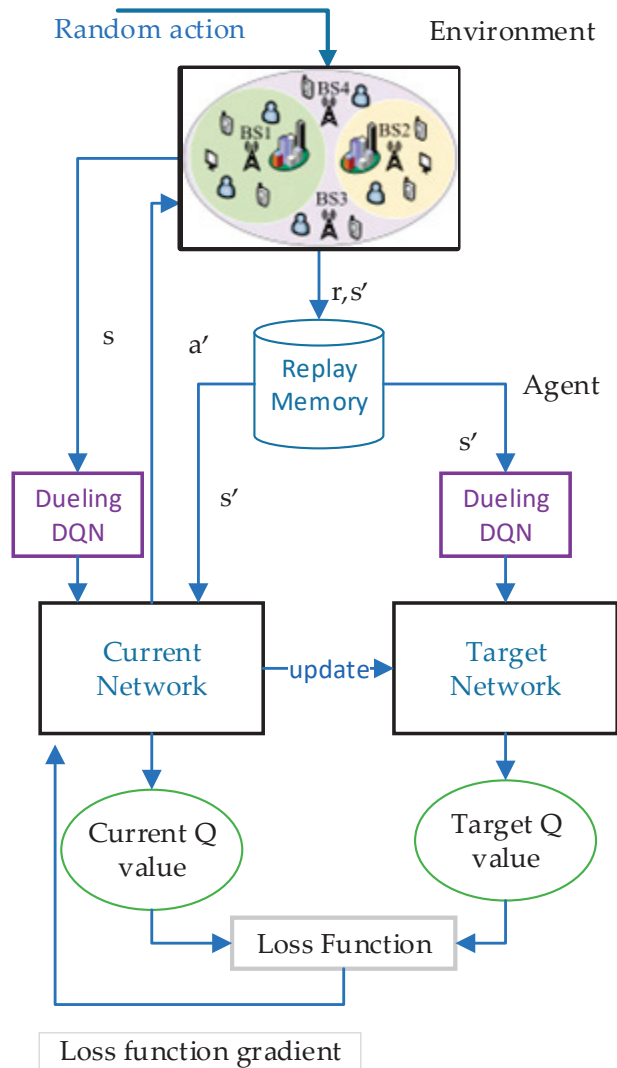 Random action
Environment
BS4
BS1
BS2
BS3
r,s′
s
a′
Replay
Memory
Agent
s′
s′
Dueling
DQN
Dueling
DQN
Current
Network
update
Target
Network
Current Q
value
Target Q
value
Loss Function
Loss function gradient